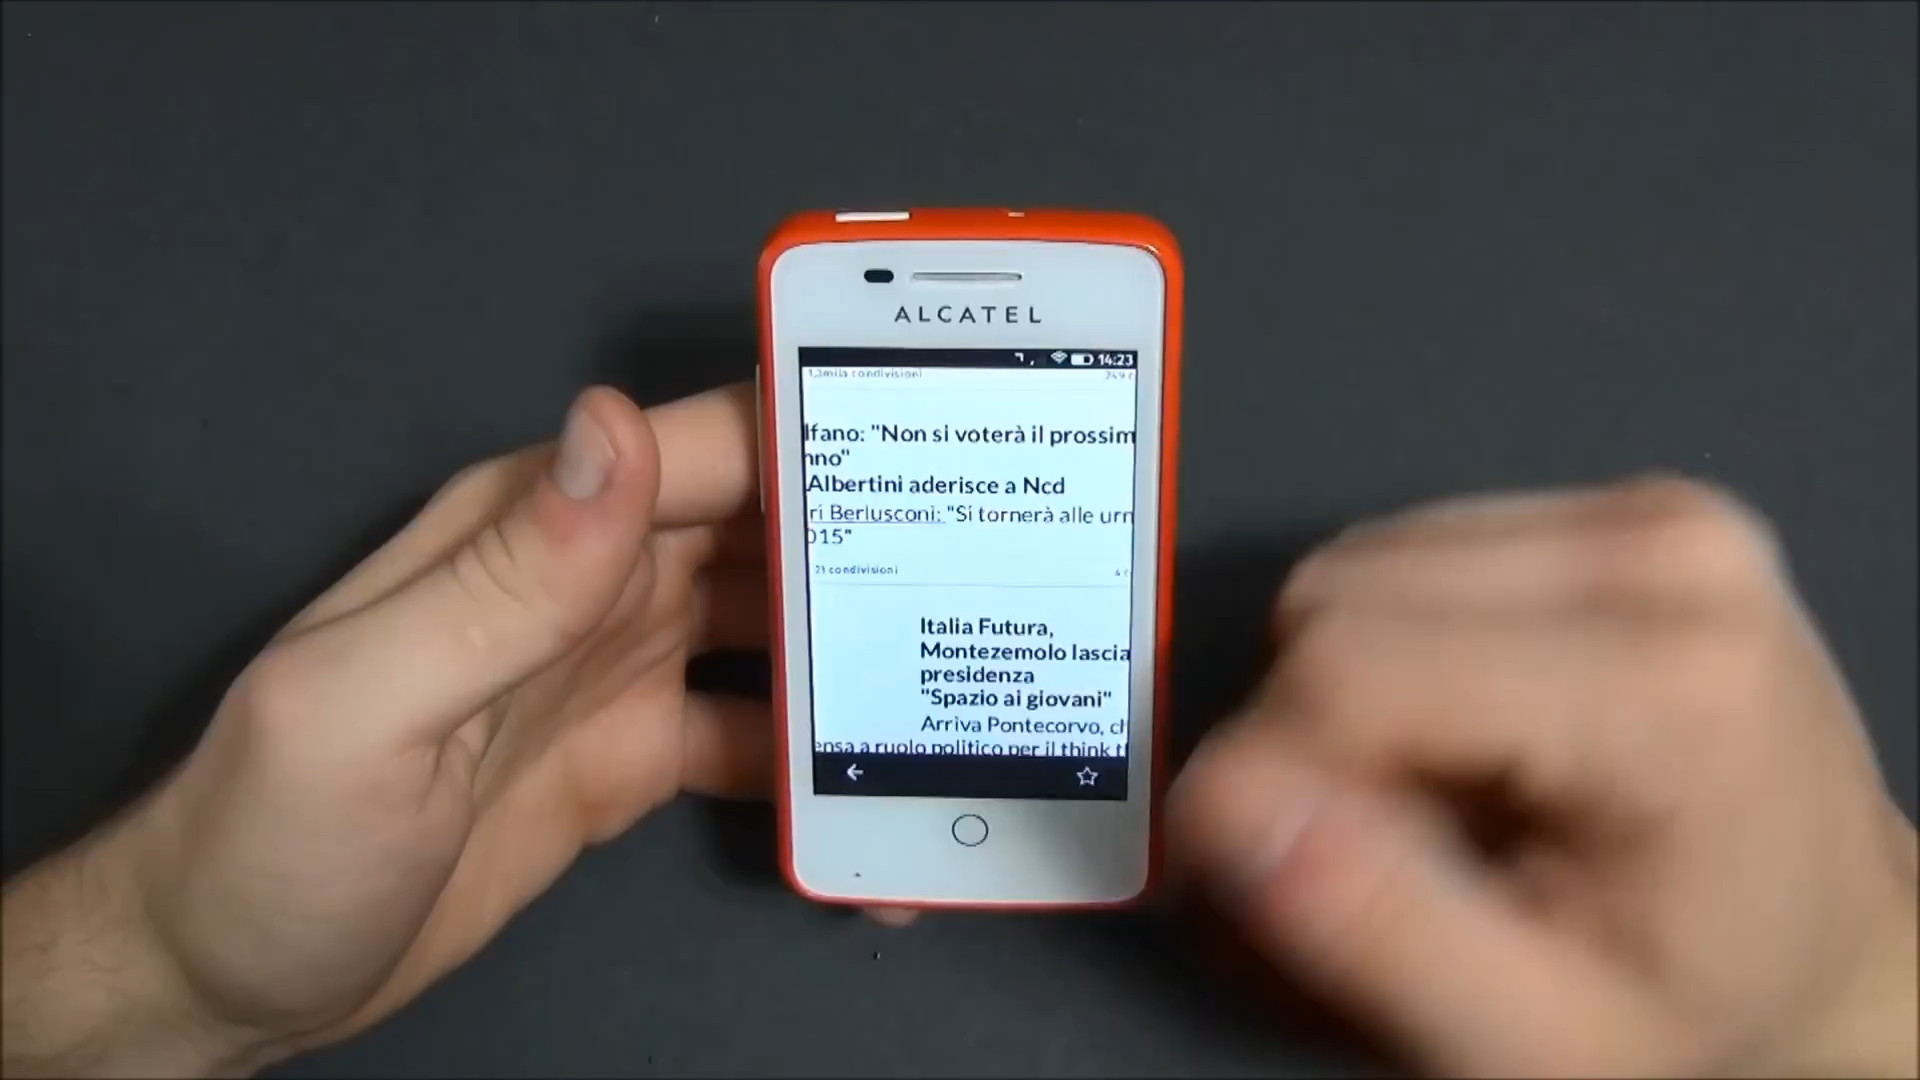 ALCATEL
14:23
1,3mila condivisioni
lfano: "Non si voterà il prossim
nno"
Albertini aderisce a Ncd
ri Berlusconi: "Si tornerà alle urn
015"
21 condivisioni
Italia Futura,
Montezemolo lascia
presidenza
"Spazio ai giovani"
Arriva Pontecorvo, ch
ensa a ruolo politico per il think t